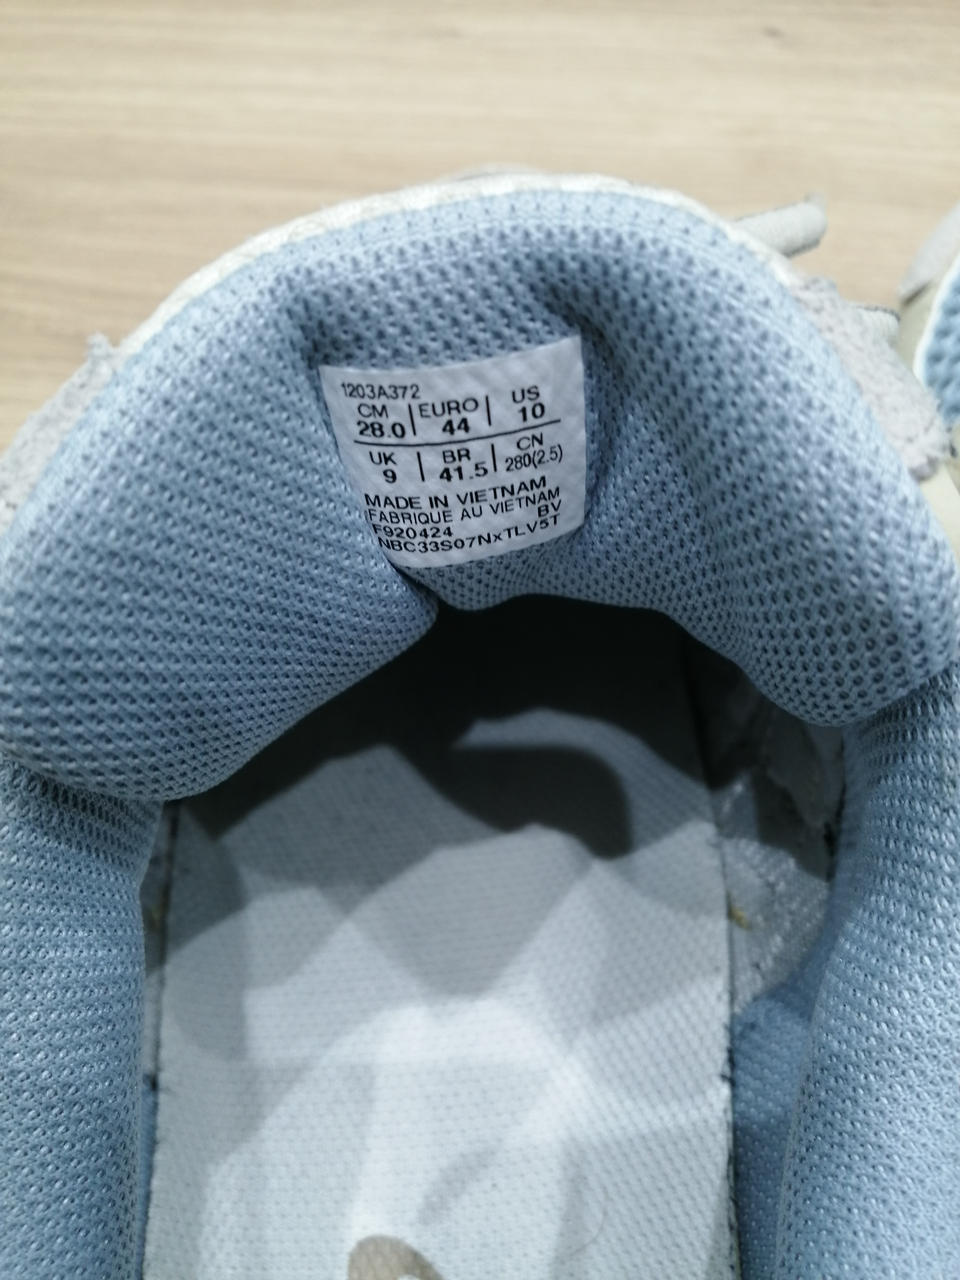 1203A372
CM | EURO | US
28.0 | 44 | 10
UK | BR | CN
9 | 41.5 | 280(2.5)
MADE IN VIETNAM
FABRIQUE AU VIETNAM
F920424 BV
NBC33S07NxTLV5T